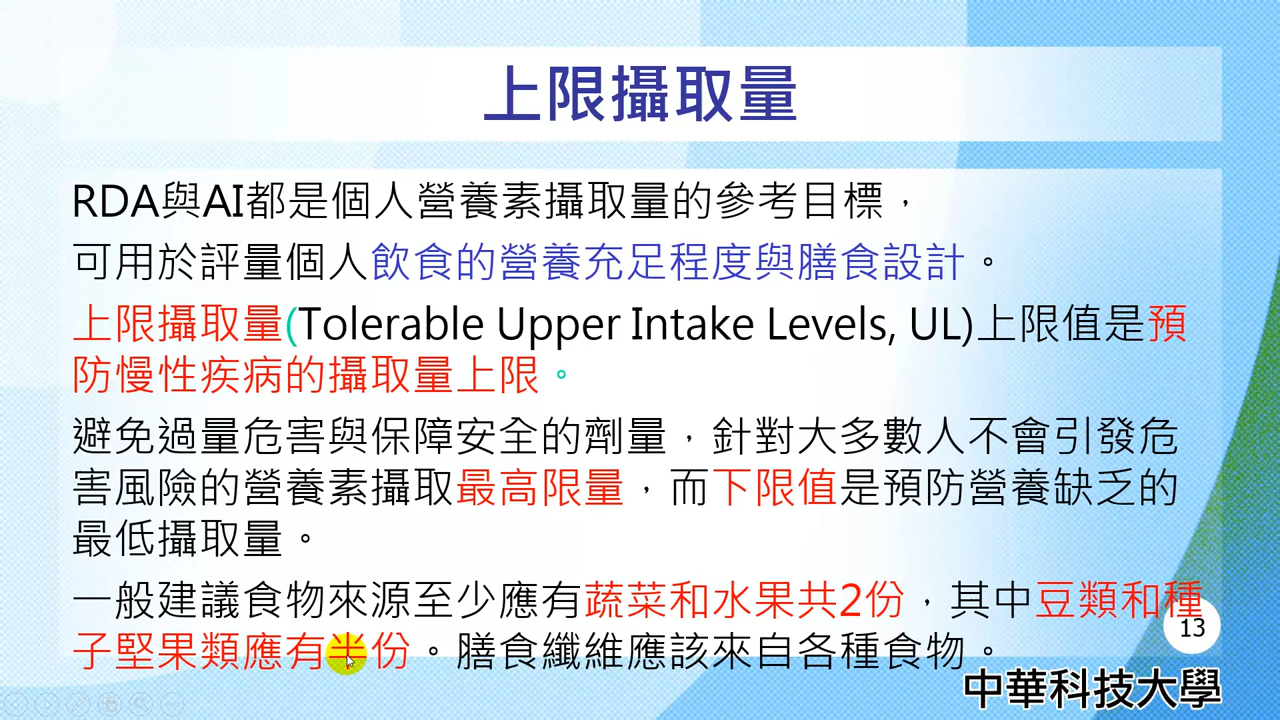 上限攝取量
RDA與AI都是個人營養素攝取量的參考目標，
可用於評量個人飲食的營養充足程度與膳食設計。
上限攝取量(Tolerable Upper Intake Levels, UL)上限值是預
防慢性疾病的攝取量上限。
避免過量危害與保障安全的劑量，針對大多數人不會引發危
害風險的營養素攝取最高限量，而下限值是預防營養缺乏的
最低攝取量。
一般建議食物來源至少應有蔬菜和水果共2份，其中豆類和種
子堅果類應有半份。膳食纖維應該來自各種食物。
13
中華科技大學